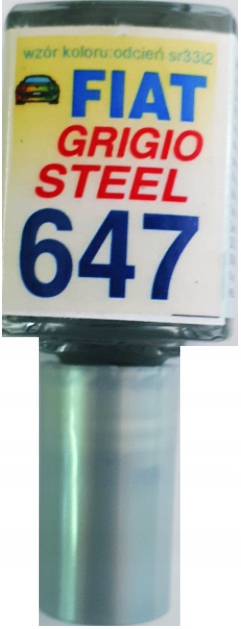 wzór koloru:odcień sr33i2
FIAT
GRIGIO
STEEL
647